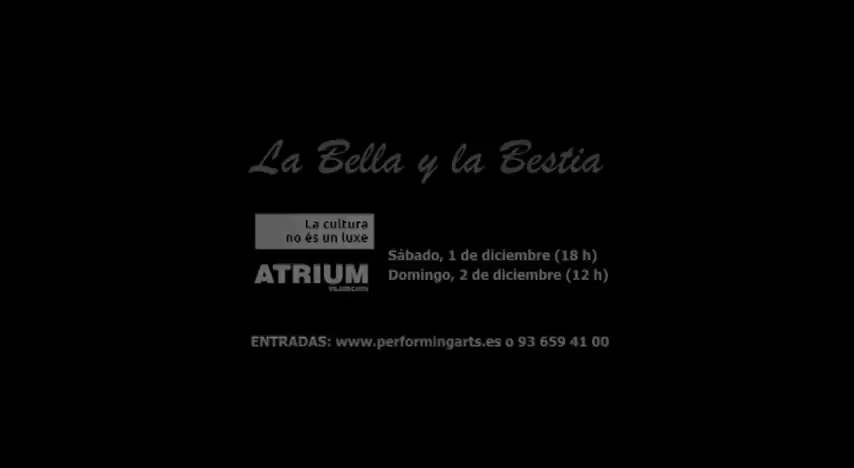 La Bella y la Bestia
La cultura
no és un luxe
ATRIUM
VILADECANS
Sábado, 1 de diciembre (18 h)
Domingo, 2 de diciembre (12 h)
ENTRADAS: www.performingarts.es o 93 659 41 00